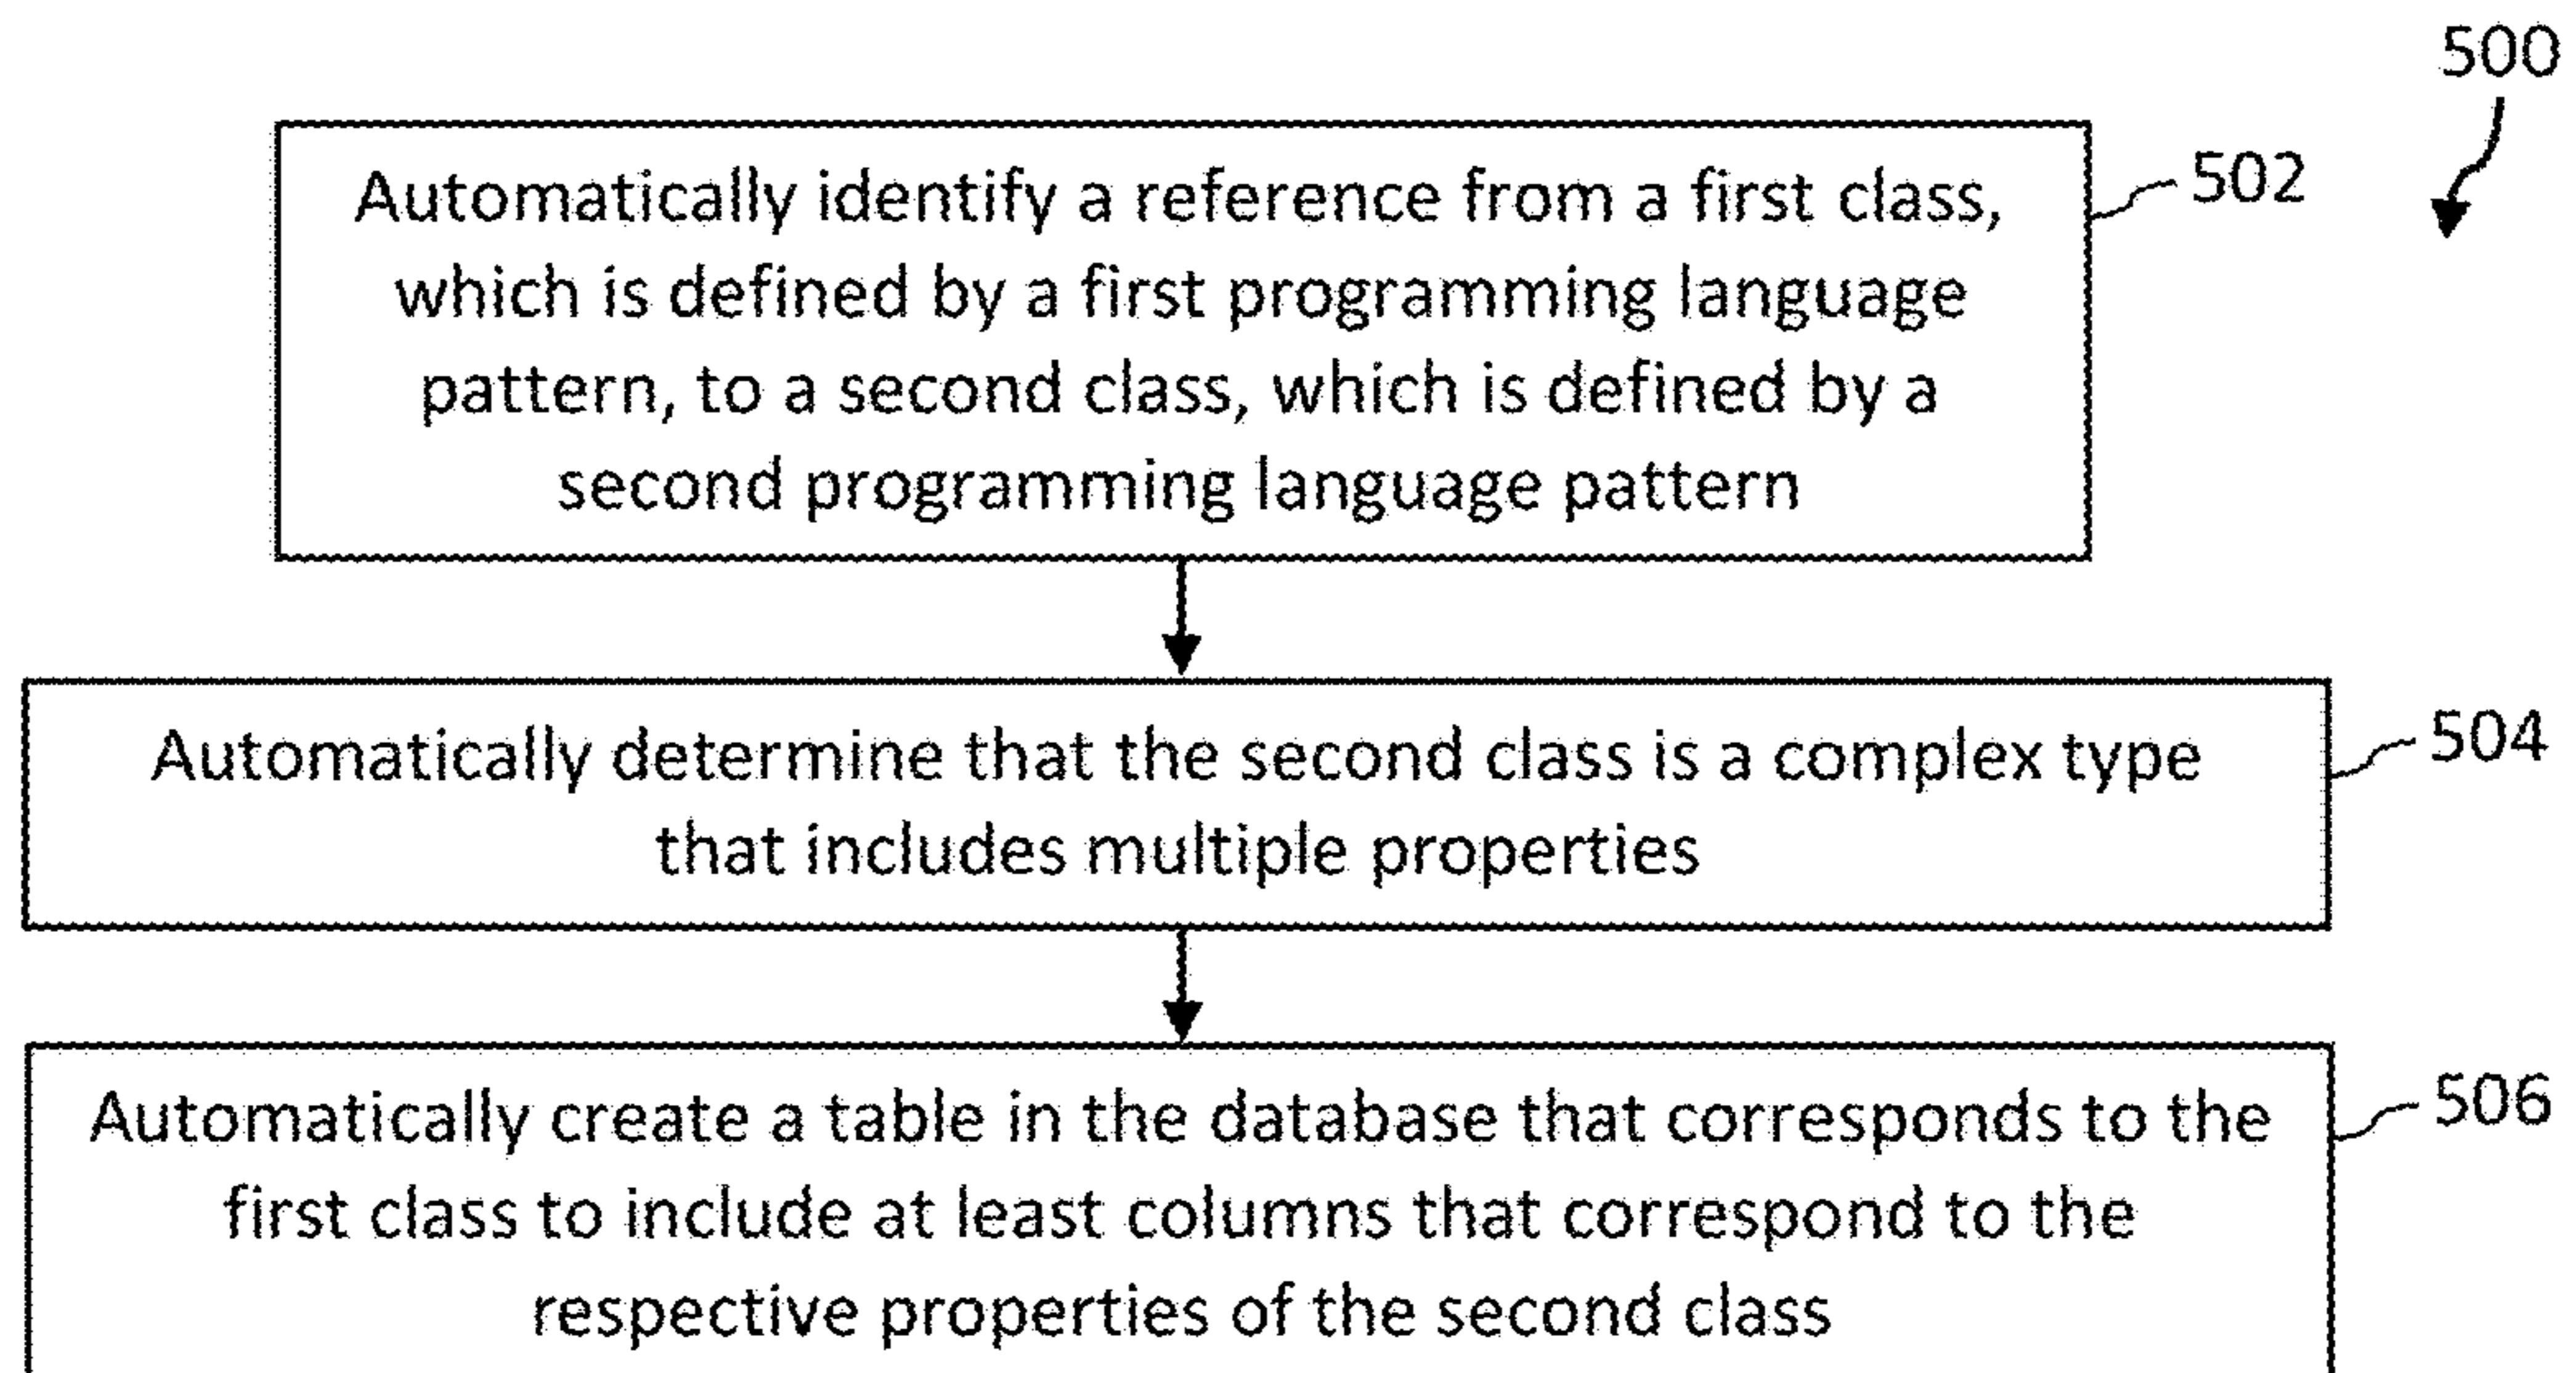 500
Automatically identify a reference from a first class,
which is defined by a first programming language
pattern, to a second class, which is defined by a
second programming language pattern
502
Automatically determine that the second class is a complex type
that includes multiple properties
504
Automatically create a table in the database that corresponds to the
first class to include at least columns that correspond to the
respective properties of the second class
506